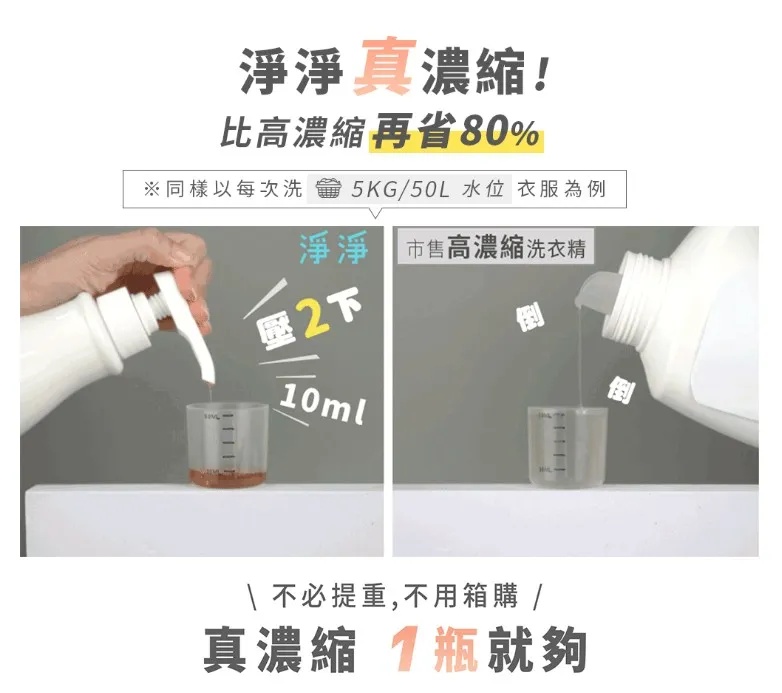 淨淨真濃縮!
比高濃縮再省80%
※同樣以每次洗 5KG/50L 水位 衣服為例
淨淨
壓2下
10ml
市售高濃縮洗衣精
倒
倒
\ 不必提重,不用箱購 /
真濃縮 1瓶就夠